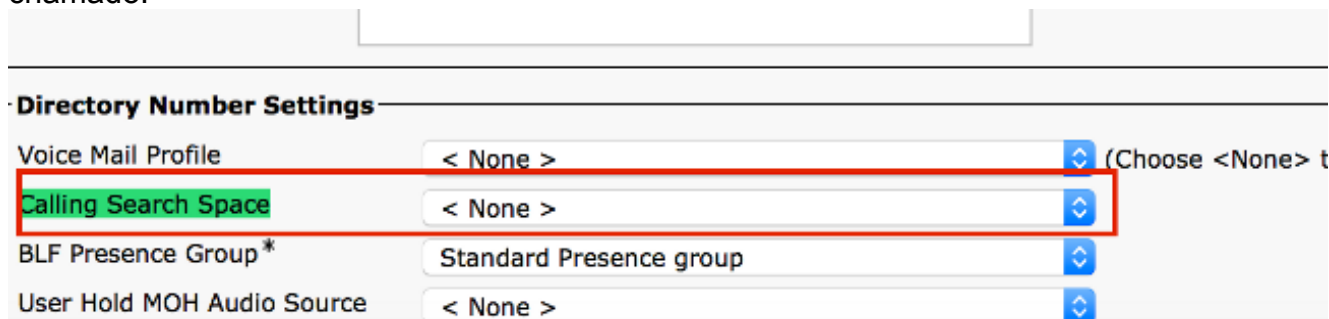 chamado.
Directory Number Settings
Voice Mail Profile < None > (Choose <None> t
Calling Search Space < None >
BLF Presence Group* Standard Presence group
User Hold MOH Audio Source < None >